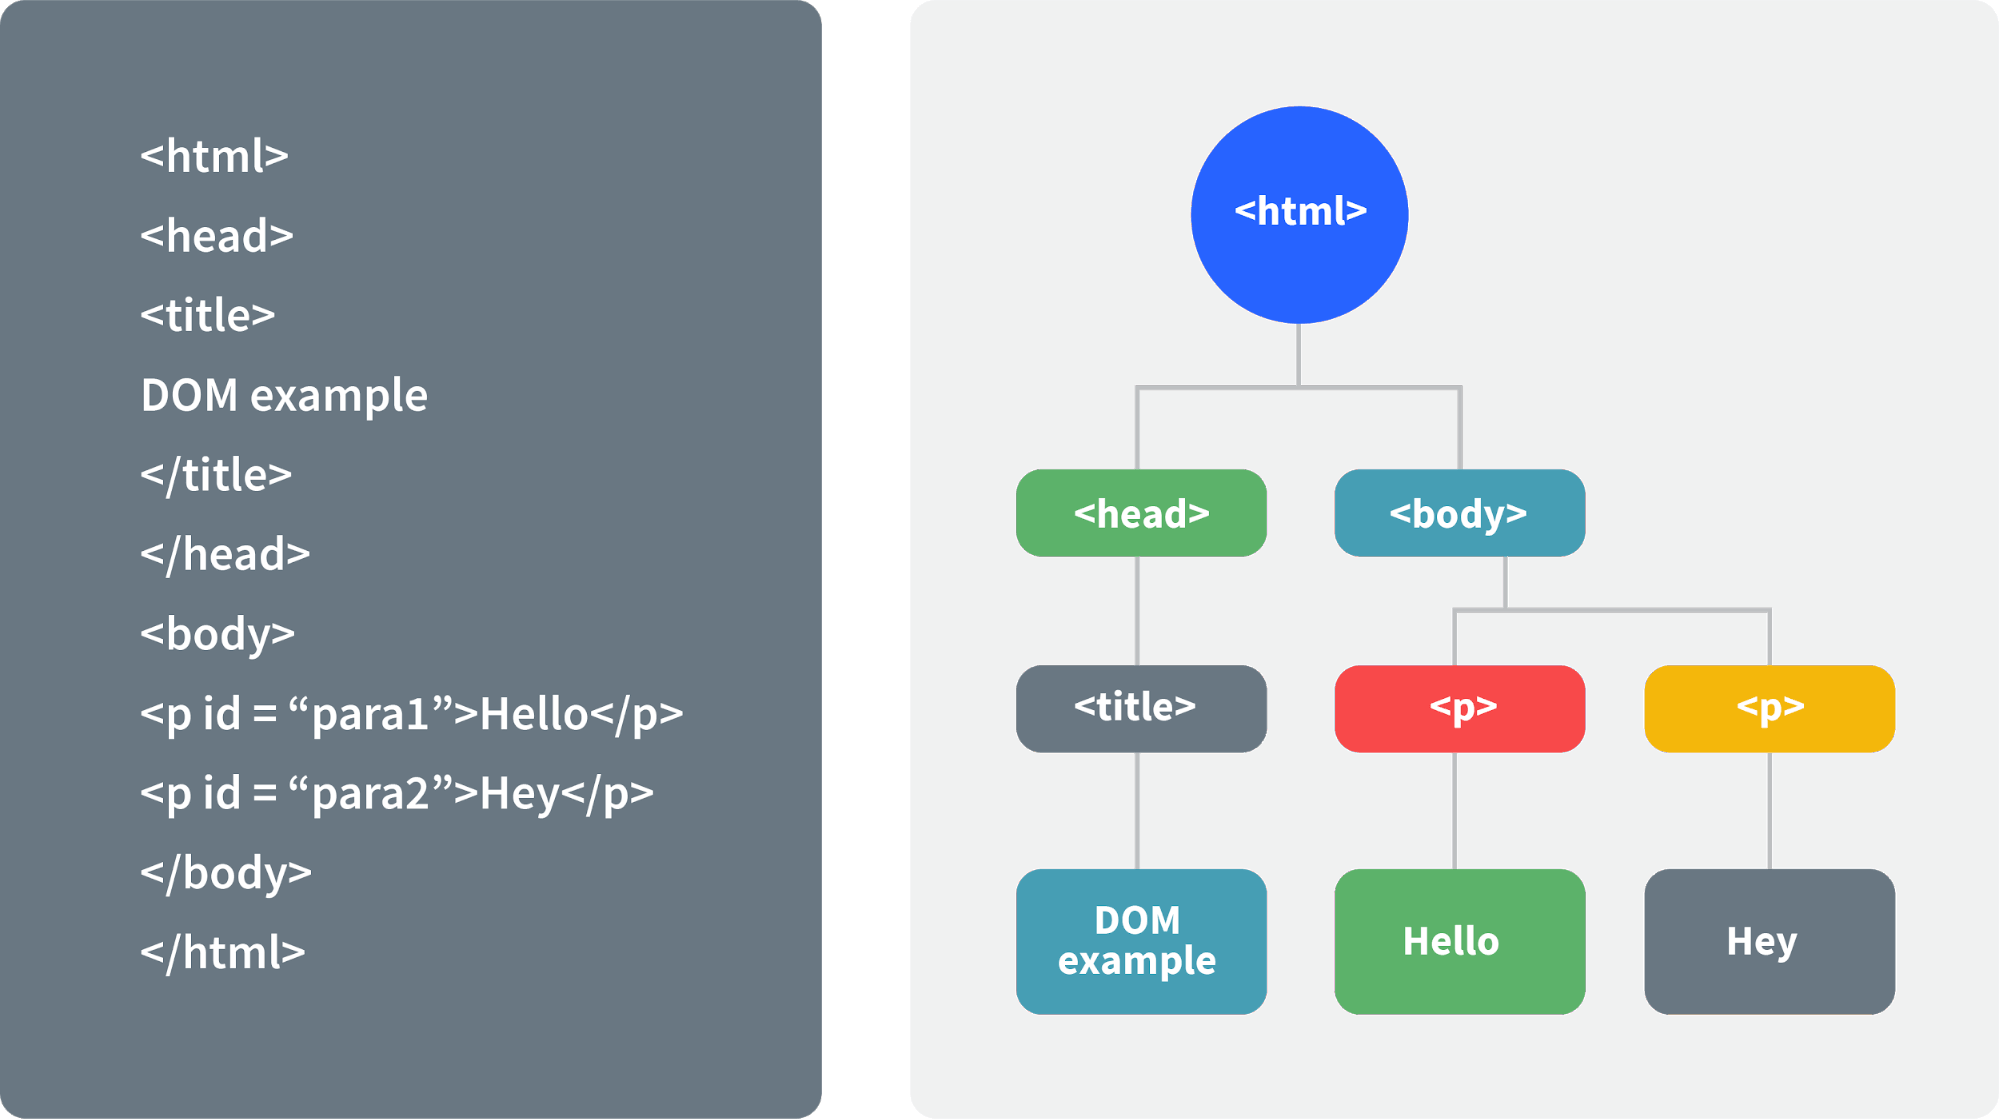 <html>
<head>
<title>
DOM example
</title>
</head>
<body>
<p id = “para1”>Hello</p>
<p id = “para2”>Hey</p>
</body>
</html>
<html>
<head>
<body>
<title>
<p>
<p>
DOM
example
Hello
Hey